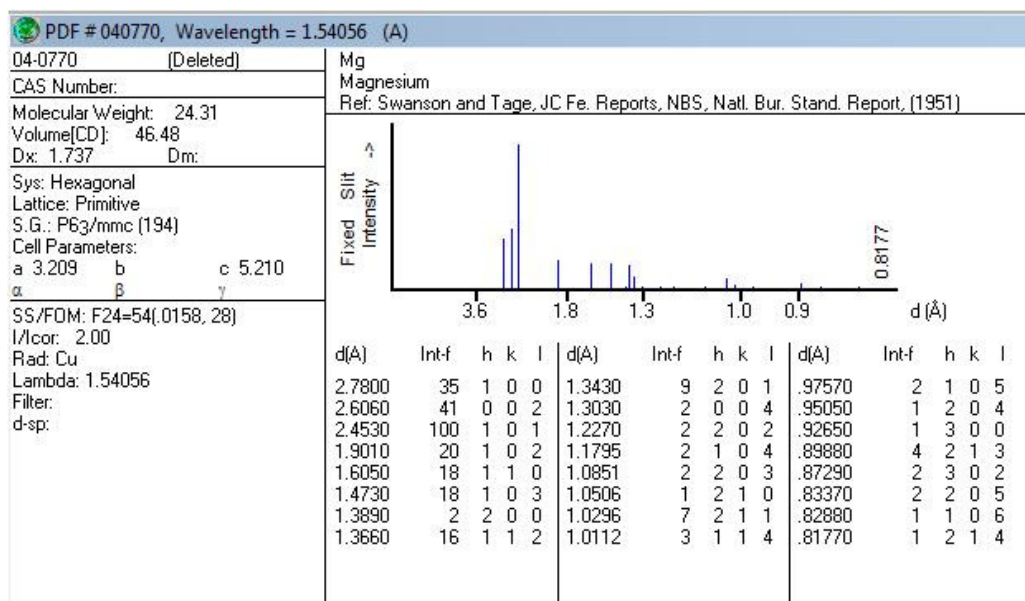 PDF # 040770, Wavelength = 1.54056 (A)
04-0770 (Deleted)
CAS Number:
Molecular Weight: 24.31
Volume[CD]: 46.48
Dx: 1.737 Dm:
Sys: Hexagonal
Lattice: Primitive
S.G.: P63/mmc (194)
Cell Parameters:
a 3.209 b c 5.210
α β γ
SS/FOM: F24=54(.0158, 28)
I/Icor: 2.00
Rad: Cu
Lambda: 1.54056
Filter:
d-sp:
Mg
Magnesium
Ref: Swanson and Tage, JC Fe. Reports, NBS, Natl. Bur. Stand. Report, (1951)
Fixed Slit
Intensity ->
0.8177
3.6 1.8 1.3 1.0 0.9 d (Å)
d(A) Int-f h k l d(A) Int-f h k l d(A) Int-f h k l
2.7800 35 1 0 0 1.3430 9 2 0 1 .97570 2 1 0 5
2.6060 41 0 0 2 1.3030 2 0 0 4 .95050 1 2 0 4
2.4530 100 1 0 1 1.2270 2 2 0 2 .92650 1 3 0 0
1.9010 20 1 0 2 1.1795 2 1 0 4 .89880 4 2 1 3
1.6050 18 1 1 0 1.0851 2 2 0 3 .87290 2 3 0 2
1.4730 18 1 0 3 1.0506 1 2 1 0 .83370 2 2 0 5
1.3890 2 2 0 0 1.0296 7 2 1 1 .82880 1 1 0 6
1.3660 16 1 1 2 1.0112 3 1 1 4 .81770 1 2 1 4